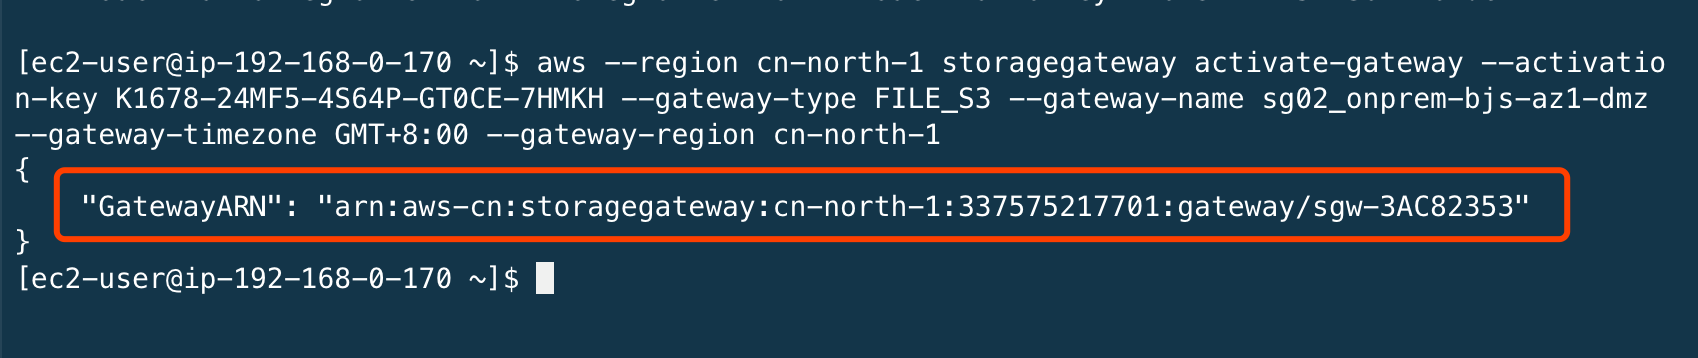 [ec2-user@ip-192-168-0-170 ~]$ aws --region cn-north-1 storagegateway activate-gateway --activatio
n-key K1678-24MF5-4S64P-GT0CE-7HMKH --gateway-type FILE_S3 --gateway-name sg02_onprem-bjs-az1-dmz
--gateway-timezone GMT+8:00 --gateway-region cn-north-1
{
"GatewayARN": "arn:aws-cn:storagegateway:cn-north-1:337575217701:gateway/sgw-3AC82353"
}
[ec2-user@ip-192-168-0-170 ~]$